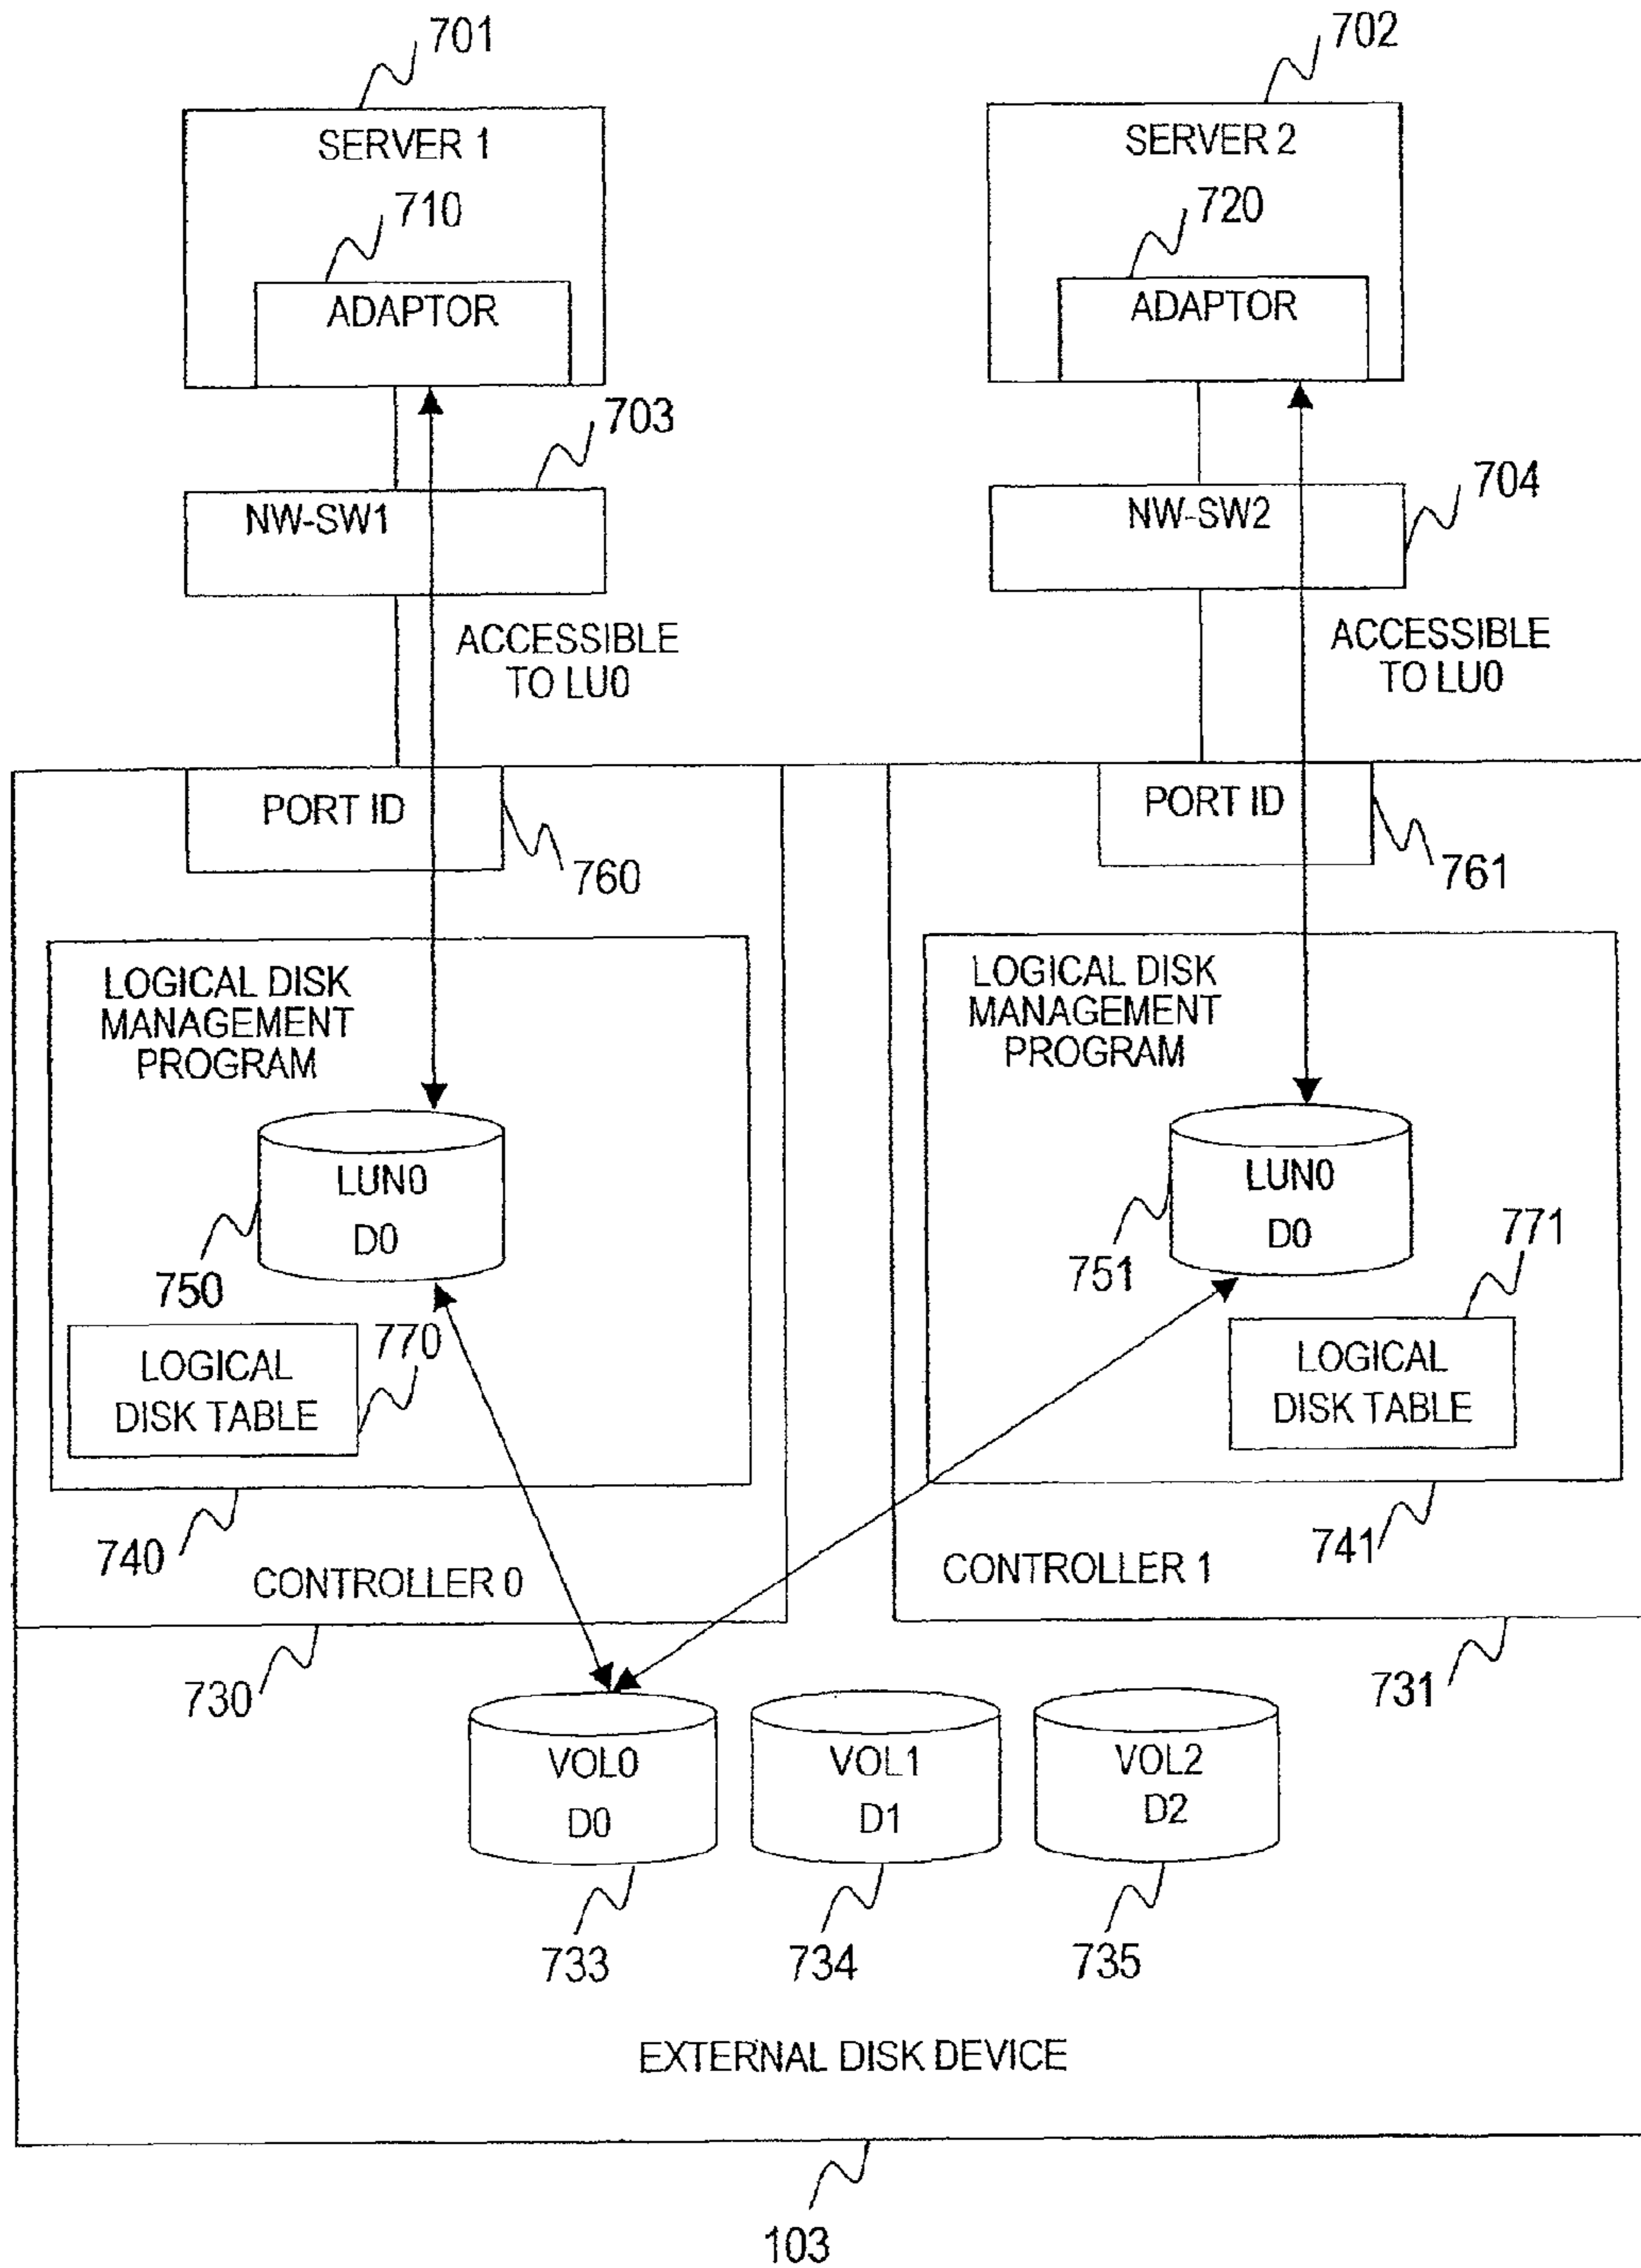 701
702
SERVER 1
SERVER 2
710
720
ADAPTOR
ADAPTOR
703
704
NW-SW1
NW-SW2
ACCESSIBLE
TO LU0
ACCESSIBLE
TO LU0
PORT ID
PORT ID
760
761
LOGICAL DISK
MANAGEMENT
PROGRAM
LOGICAL DISK
MANAGEMENT
PROGRAM
LUN0
D0
LUN0
D0
750
751
770
771
LOGICAL
DISK TABLE
LOGICAL
DISK TABLE
740
741
CONTROLLER 0
CONTROLLER 1
730
731
VOL0
D0
VOL1
D1
VOL2
D2
733
734
735
EXTERNAL DISK DEVICE
103